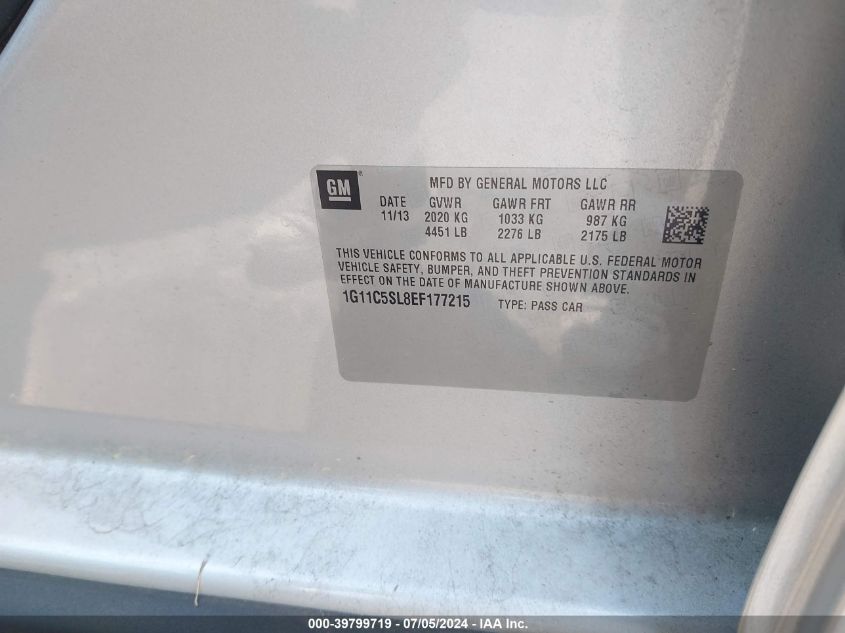 GM®
MFD BY GENERAL MOTORS LLC
DATE GVWR GAWR FRT GAWR RR
11/13 2020 KG 1033 KG 987 KG
4451 LB 2276 LB 2175 LB
THIS VEHICLE CONFORMS TO ALL APPLICABLE U.S. FEDERAL MOTOR
VEHICLE SAFETY, BUMPER, AND THEFT PREVENTION STANDARDS IN
EFFECT ON THE DATE OF MANUFACTURE SHOWN ABOVE.
1G11C5SL8EF177215 TYPE: PASS CAR
000-39799719 / 07/05/2024 - IAA Inc.